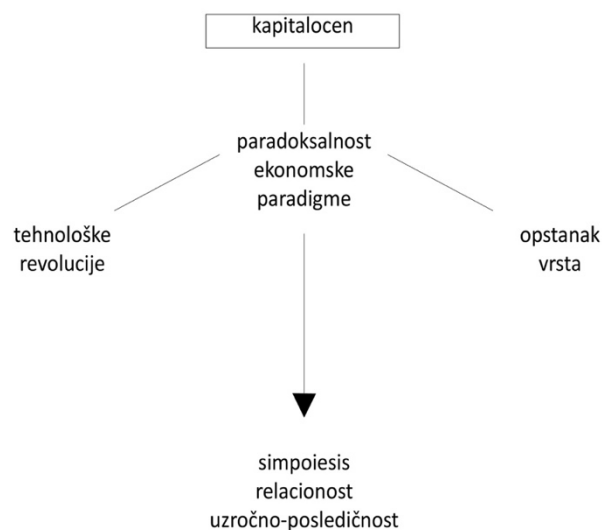 kapitalocen
paradoksalnost
ekonomske
paradigme
tehnološke
revolucije
opstanak
vrsta
simpoiesis
relacionost
uzročno-posledičnost